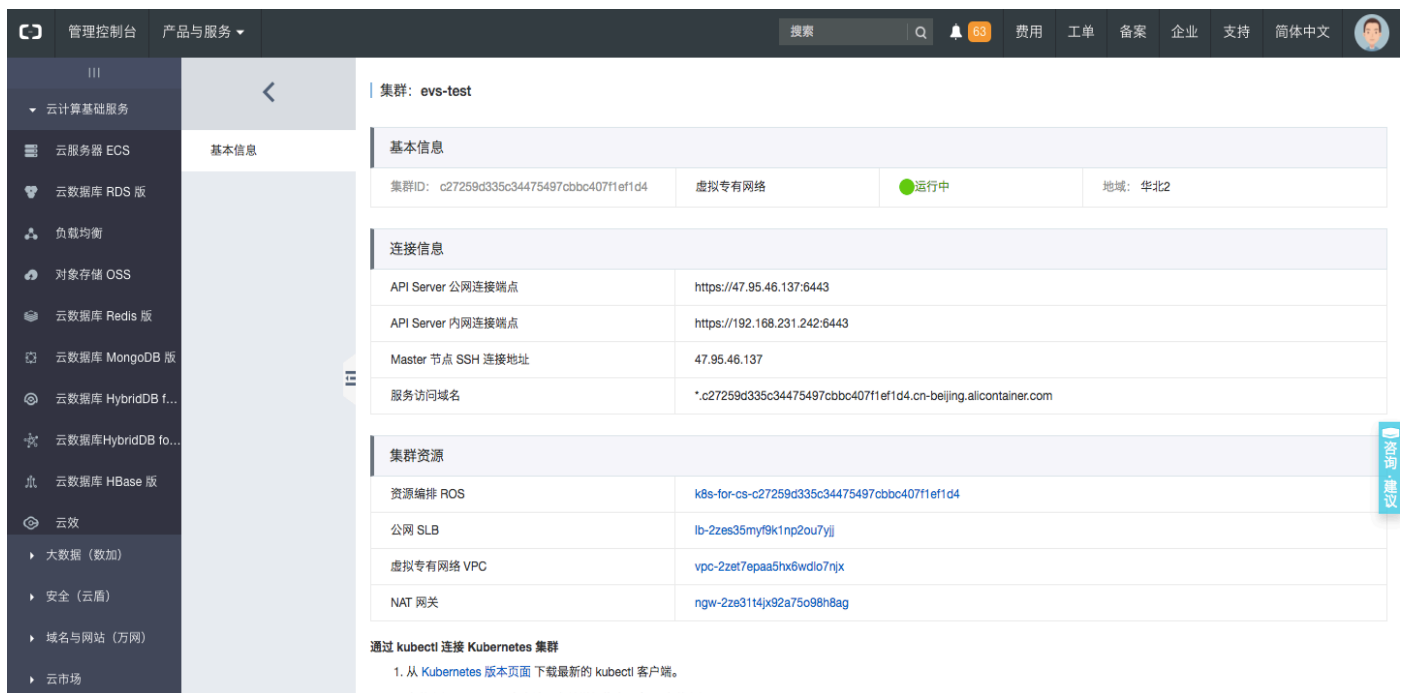 管理控制台 产品与服务 搜索 63 费用 工单 备案 企业 支持 简体中文
云计算基础服务
云服务器 ECS
云数据库 RDS 版
负载均衡
对象存储 OSS
云数据库 Redis 版
云数据库 MongoDB 版
云数据库 HybridDB f...
云数据库HybridDB fo...
云数据库 HBase 版
云效
大数据（数加）
安全（云盾）
域名与网站（万网）
云市场
基本信息
集群：evs-test
基本信息
集群ID： c27259d335c34475497cbbc407f1ef1d4 虚拟专有网络 运行中 地域： 华北2
连接信息
API Server 公网连接端点 https://47.95.46.137:6443
API Server 内网连接端点 https://192.168.231.242:6443
Master 节点 SSH 连接地址 47.95.46.137
服务访问域名 *.c27259d335c34475497cbbc407f1ef1d4.cn-beijing.alicontainer.com
集群资源
资源编排 ROS k8s-for-cs-c27259d335c34475497cbbc407f1ef1d4
公网 SLB lb-2zes35myf9k1np2ou7yjj
虚拟专有网络 VPC vpc-2zet7epaa5hx6wdlo7njx
NAT 网关 ngw-2ze31t4jx92a75o98h8ag
通过 kubectl 连接 Kubernetes 集群
1. 从 Kubernetes 版本页面 下载最新的 kubectl 客户端。
咨询·建议